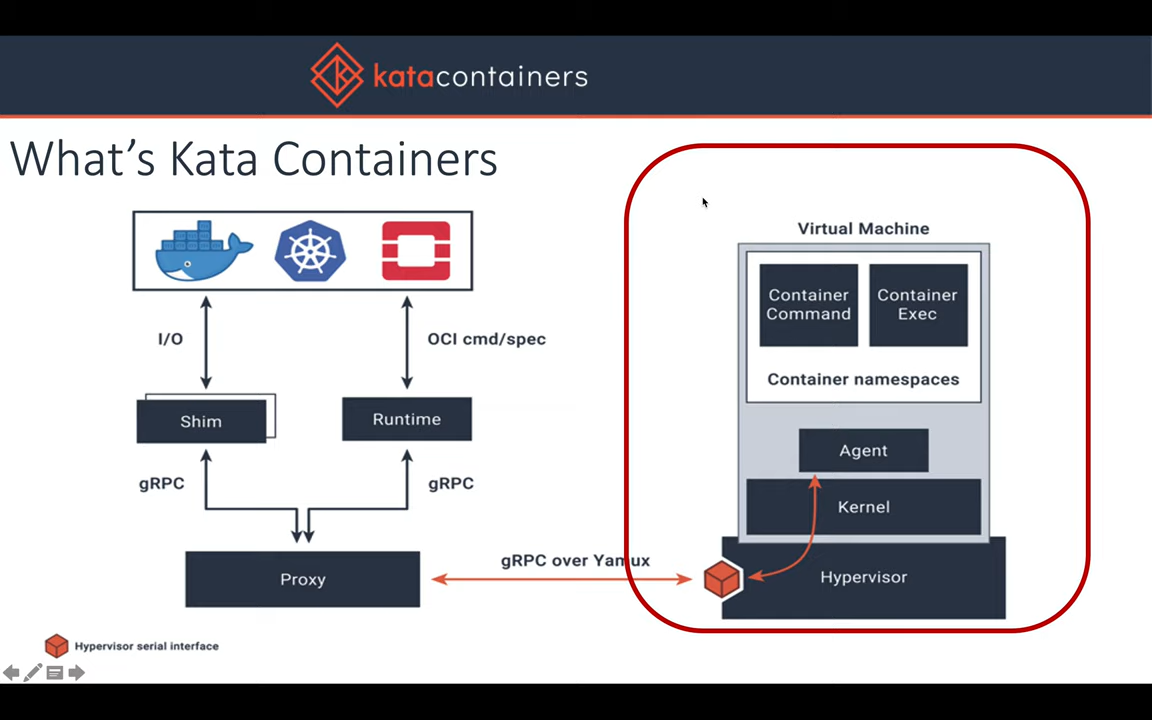 katacontainers
What's Kata Containers
Virtual Machine
Container
Command
Container
Exec
Container namespaces
I/O
OCI cmd/spec
Shim
Runtime
Agent
gRPC
gRPC
Kernel
gRPC over Yamux
Proxy
Hypervisor
Hypervisor serial interface